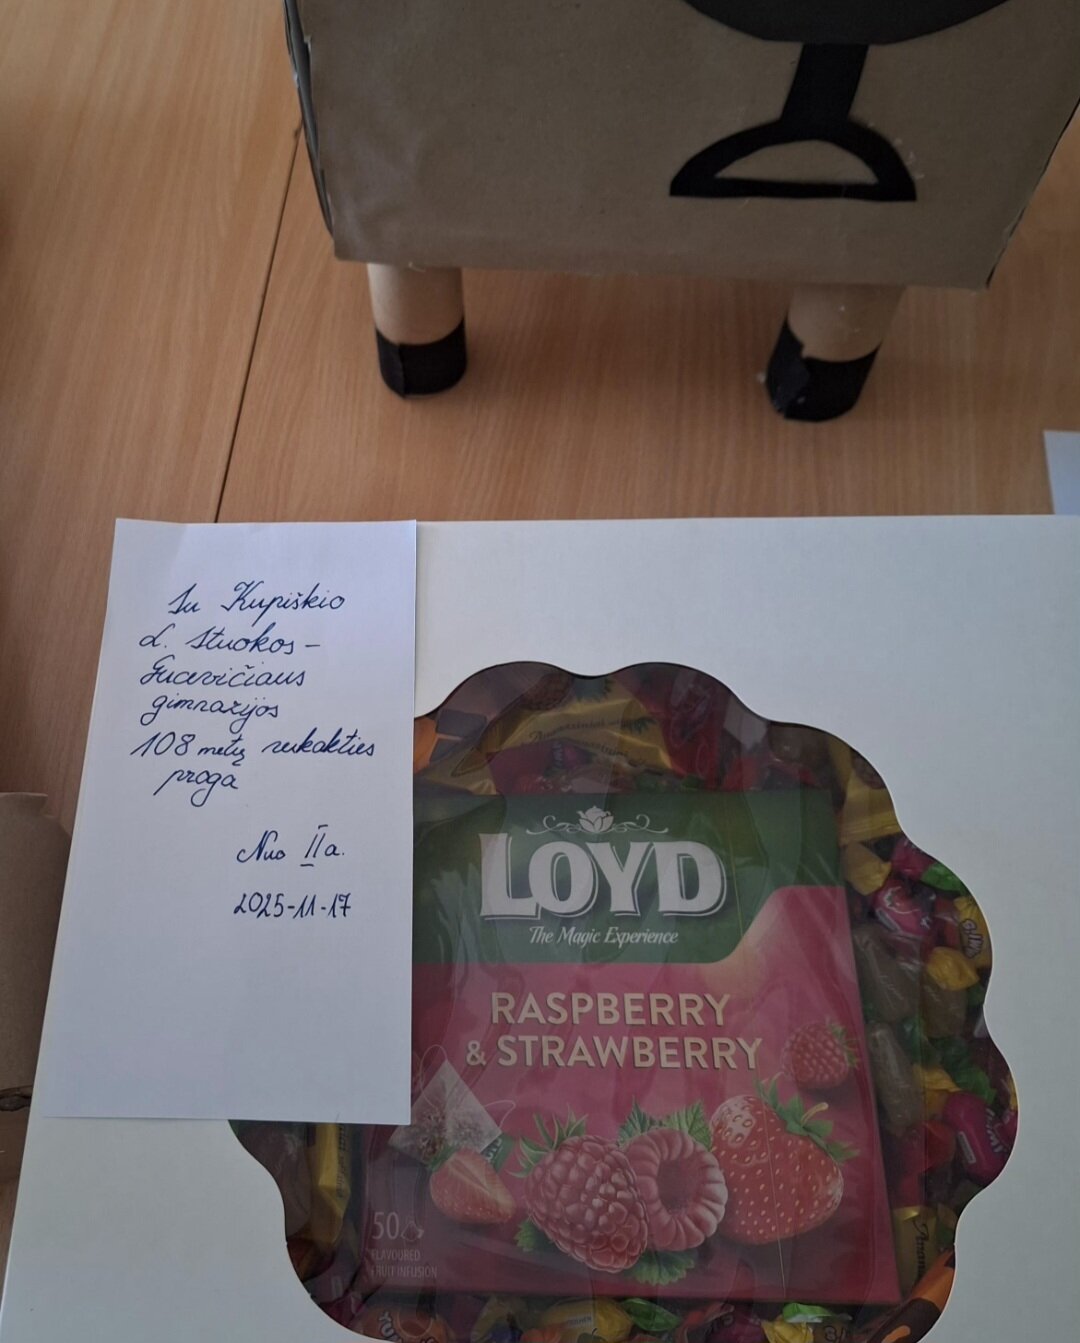 Su Kupiškio
L. Stuokos-
Gucevičiaus
gimnazijos
108 metų sukakties
proga
Nuo IIa.
2025-11-17
LOYD
The Magic Experience
RASPBERRY
& STRAWBERRY
50
FLAVOURED
FRUIT INFUSION